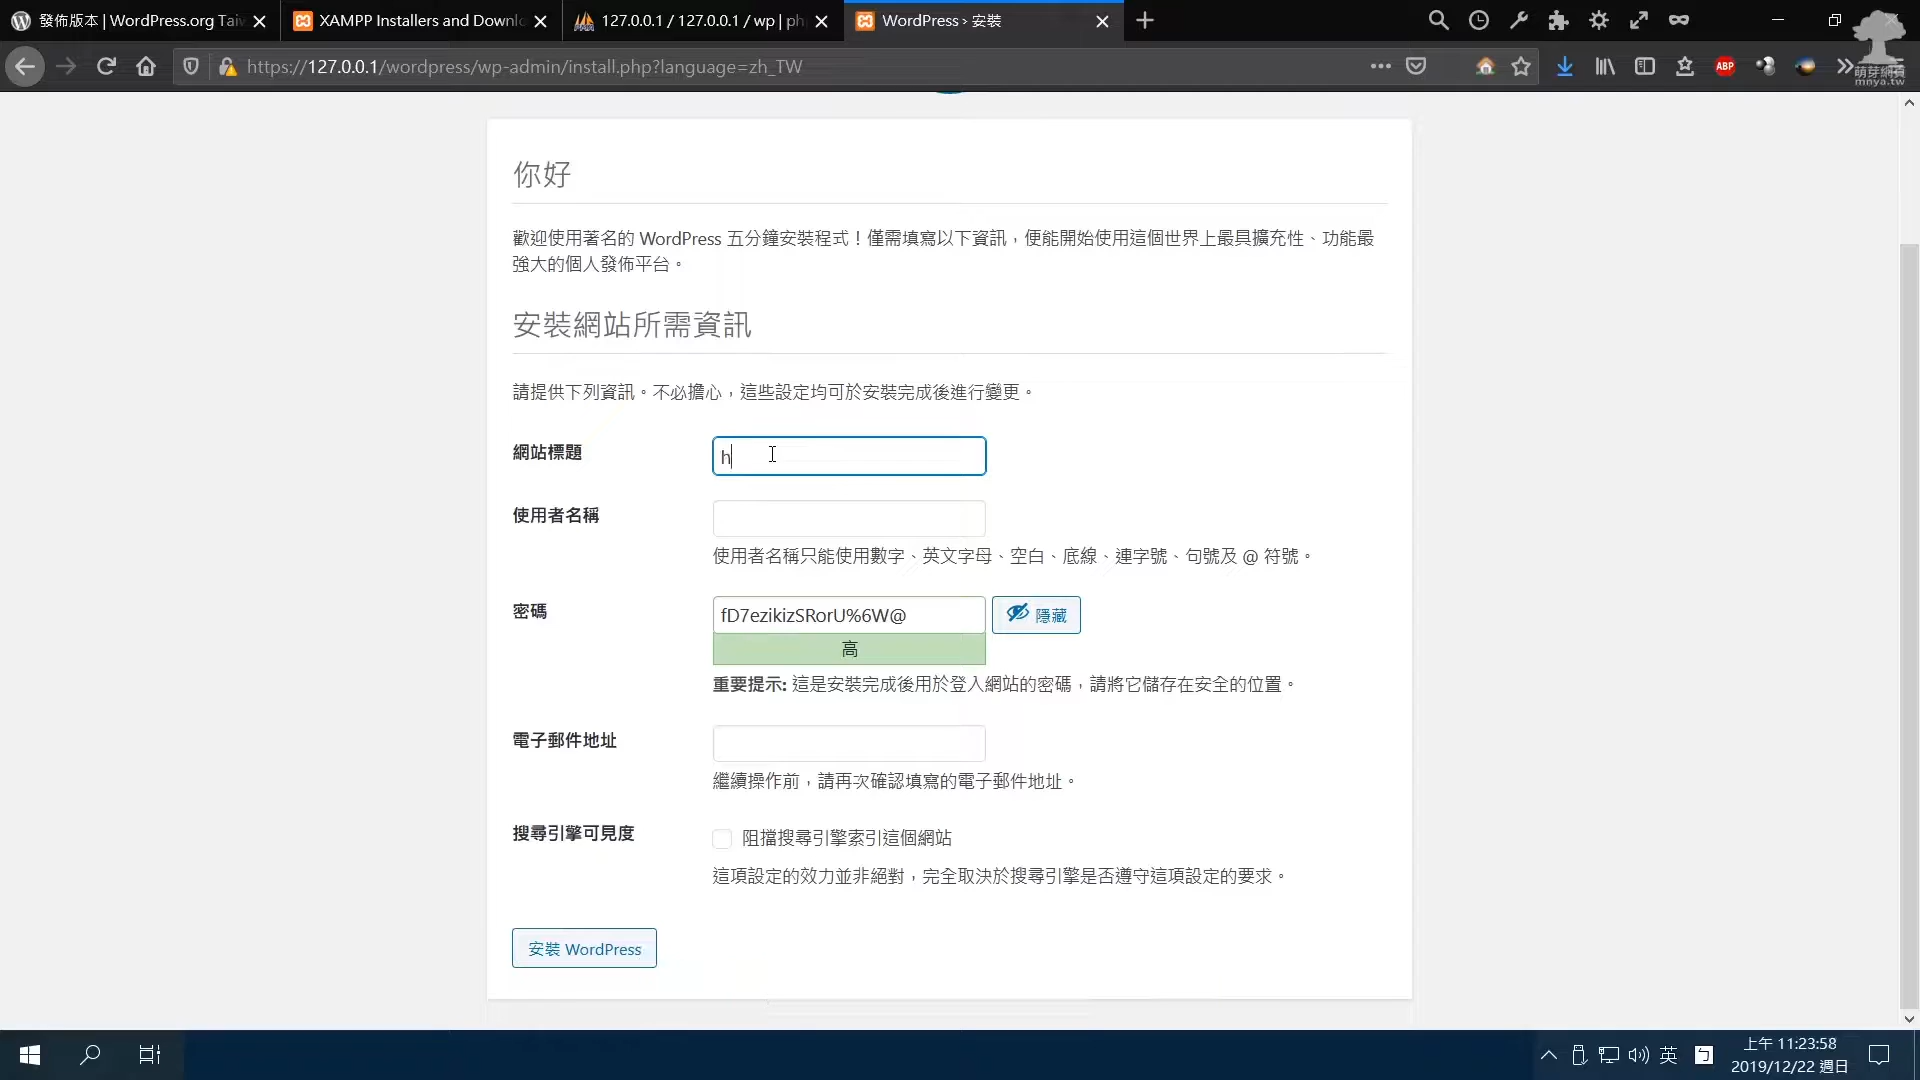 發佈版本 | WordPress.org Taiw
XAMPP Installers and Downlo
127.0.0.1 / 127.0.0.1 / wp | ph
WordPress › 安裝
https://127.0.0.1/wordpress/wp-admin/install.php?language=zh_TW
ABP
萌芽網頁
mnya.tw
你好
歡迎使用著名的 WordPress 五分鐘安裝程式！僅需填寫以下資訊，便能開始使用這個世界上最具擴充性、功能最
強大的個人發佈平台。
安裝網站所需資訊
請提供下列資訊。不必擔心，這些設定均可於安裝完成後進行變更。
網站標題
h
使用者名稱
使用者名稱只能使用數字、英文字母、空白、底線、連字號、句號及 @ 符號。
密碼
fD7ezikizSRorU%6W@
隱藏
高
重要提示: 這是安裝完成後用於登入網站的密碼，請將它儲存在安全的位置。
電子郵件地址
繼續操作前，請再次確認填寫的電子郵件地址。
搜尋引擎可見度
阻擋搜尋引擎索引這個網站
這項設定的效力並非絕對，完全取決於搜尋引擎是否遵守這項設定的要求。
安裝 WordPress
英
ㄅ
上午 11:23:58
2019/12/22 週日